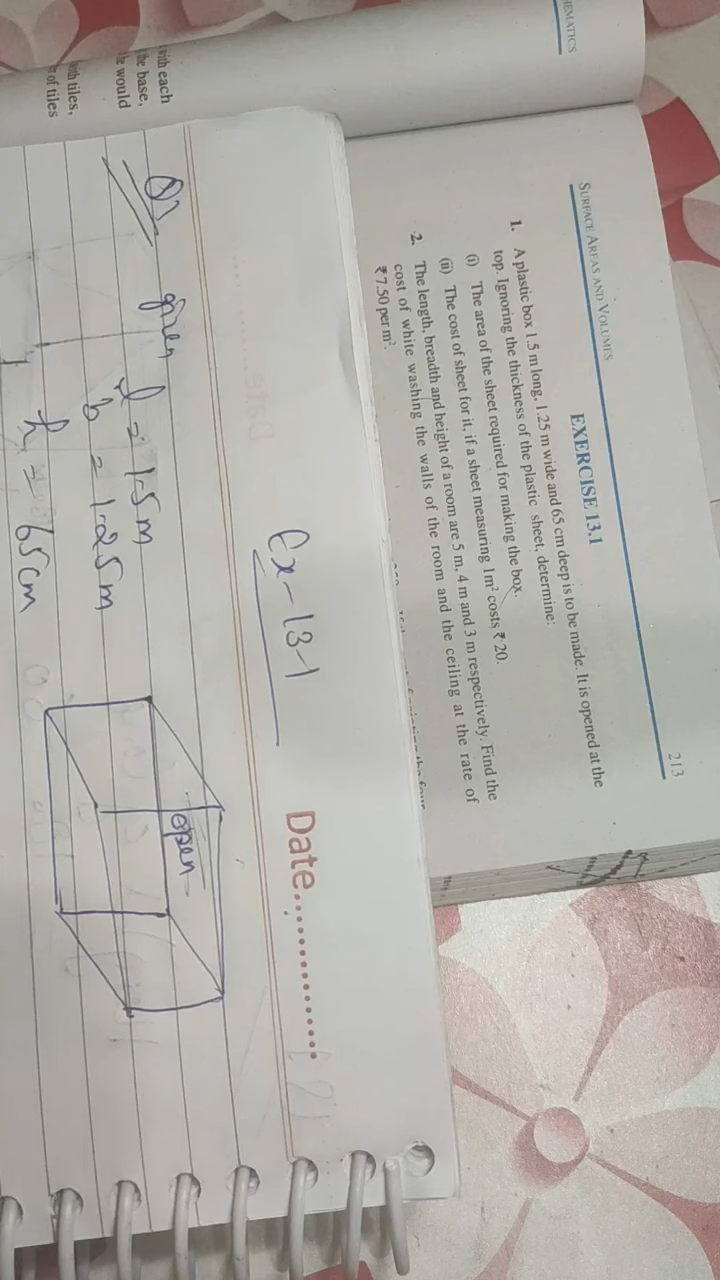 HEMATICS
with each
the base,
he would
with tiles,
er of tiles
SURFACE AREAS AND VOLUMES
213
EXERCISE 13.1
1. A plastic box 1.5 m long, 1.25 m wide and 65 cm deep is to be made. It is opened at the
top. Ignoring the thickness of the plastic sheet, determine:
(i) The area of the sheet required for making the box.
(ii) The cost of sheet for it, if a sheet measuring 1m² costs ₹ 20.
2. The length, breadth and height of a room are 5 m, 4 m and 3 m respectively. Find the
cost of white washing the walls of the room and the ceiling at the rate of
₹ 7.50 per m².
Date
Ex-13.1
Q1 given l = 1.5m
b = 1.25m
h = 65cm
open